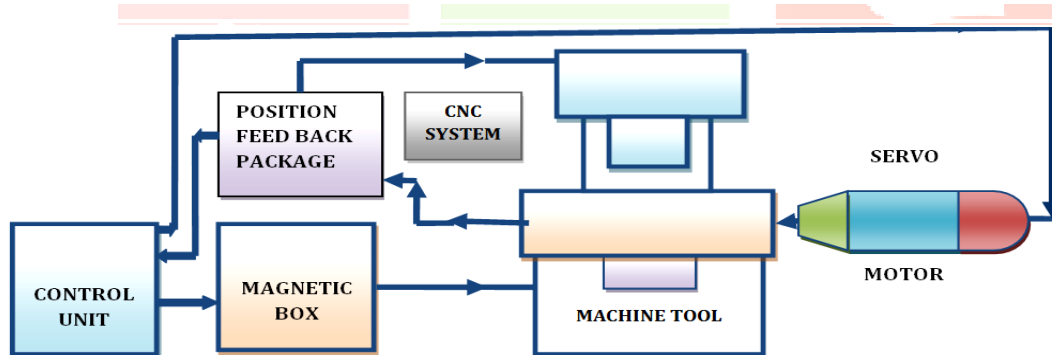 POSITION
FEED BACK
PACKAGE
CNC
SYSTEM
SERVO
MOTOR
CONTROL
UNIT
MAGNETIC
BOX
MACHINE TOOL